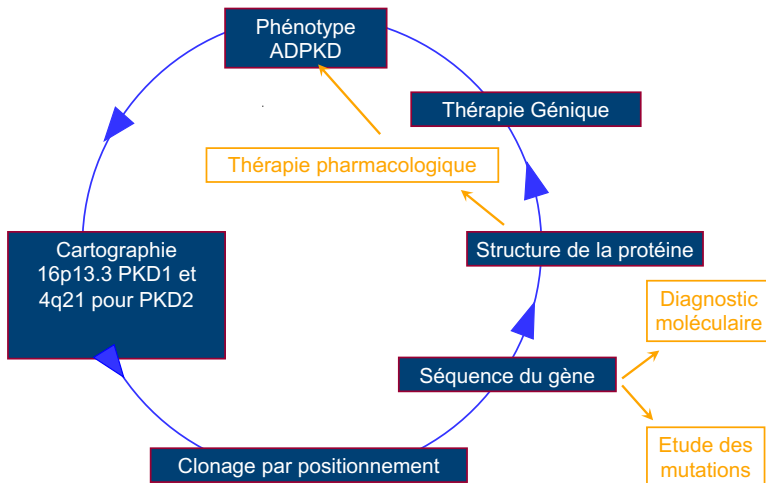 Phénotype
ADPKD
Thérapie Génique
Thérapie pharmacologique
Cartographie
16p13.3 PKD1 et
4q21 pour PKD2
Structure de la protéine
Diagnostic
moléculaire
Séquence du gène
Etude des
mutations
Clonage par positionnement